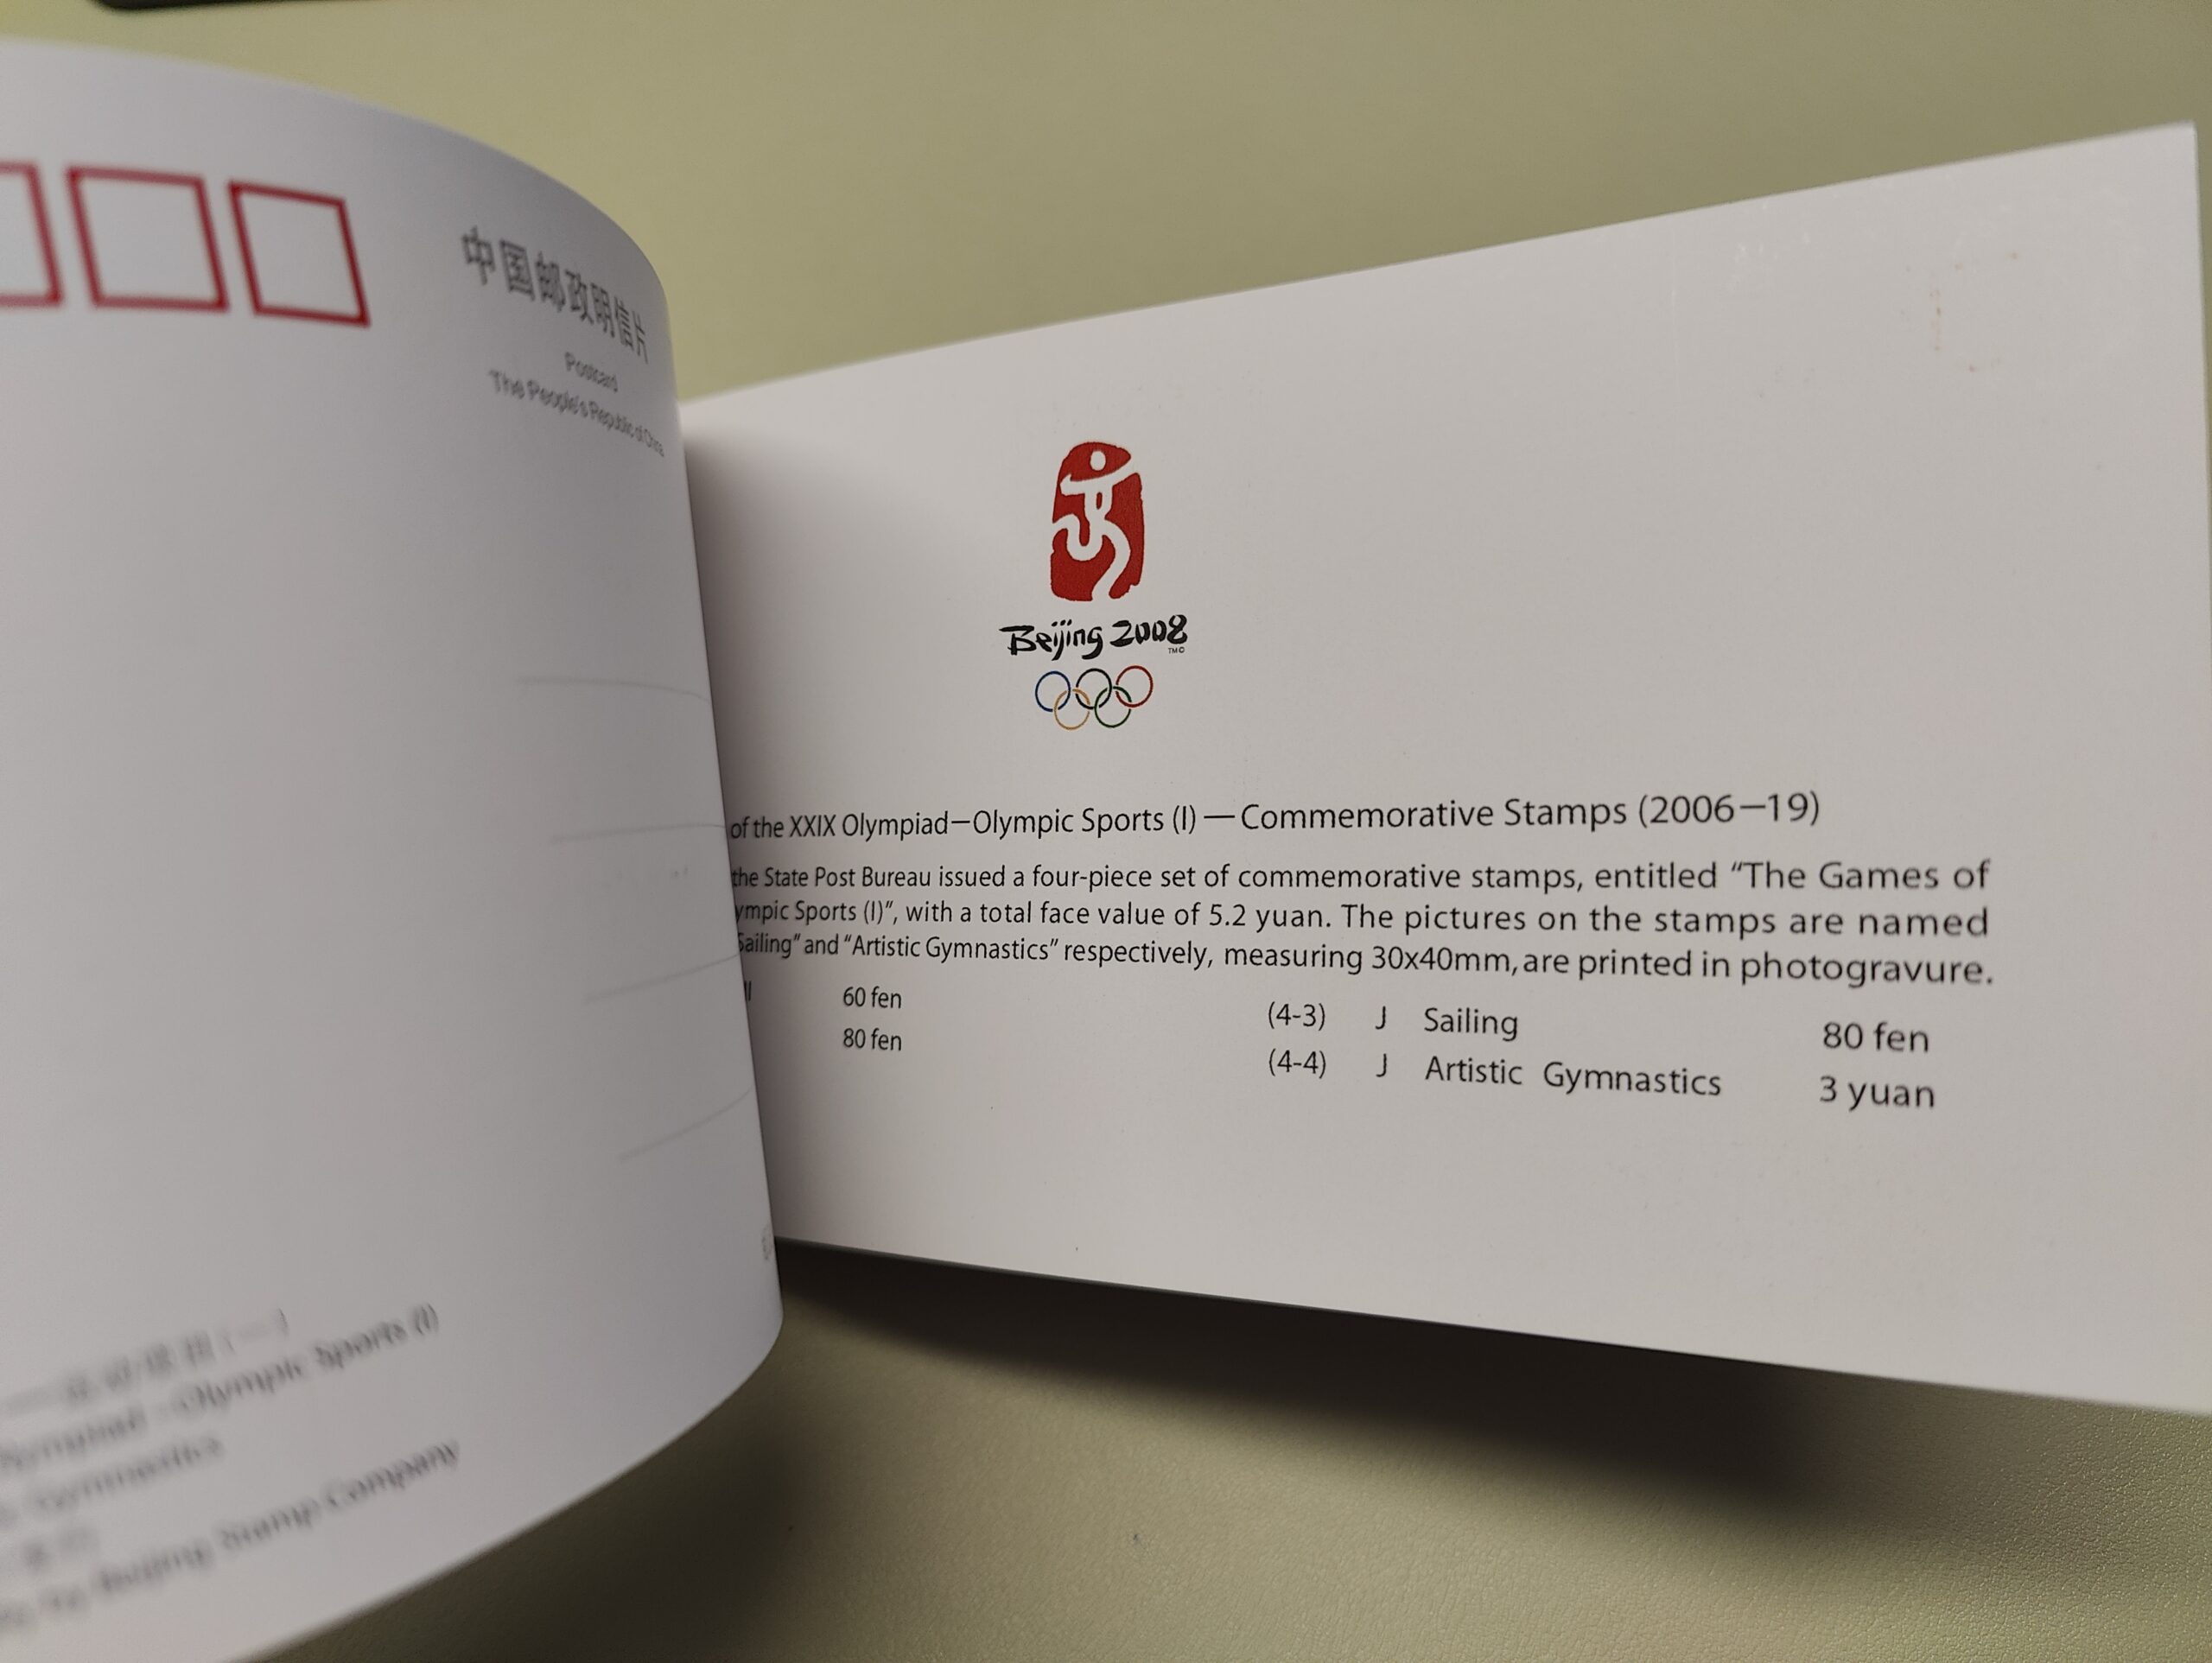 中国邮政明信片
Postcard
The People's Republic of China
Olympic Sports (I)
Gymnastics
Beijing Stamp Company
Beijing 2008
TM©
of the XXIX Olympiad—Olympic Sports (I) — Commemorative Stamps (2006—19)
the State Post Bureau issued a four-piece set of commemorative stamps, entitled “The Games of
Sports (I)”, with a total face value of 5.2 yuan. The pictures on the stamps are named
Sailing” and “Artistic Gymnastics” respectively, measuring 30x40mm, are printed in photogravure.
60 fen (4-3) J Sailing 80 fen
80 fen (4-4) J Artistic Gymnastics 3 yuan